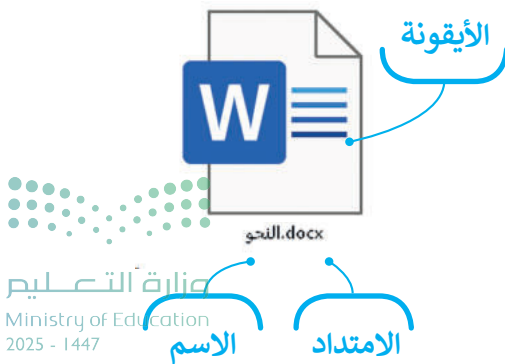 الأيقونة
W
النحو.docx
وزارة التعليم
Ministry of Education
2025 - 1447
الاسم
الامتداد